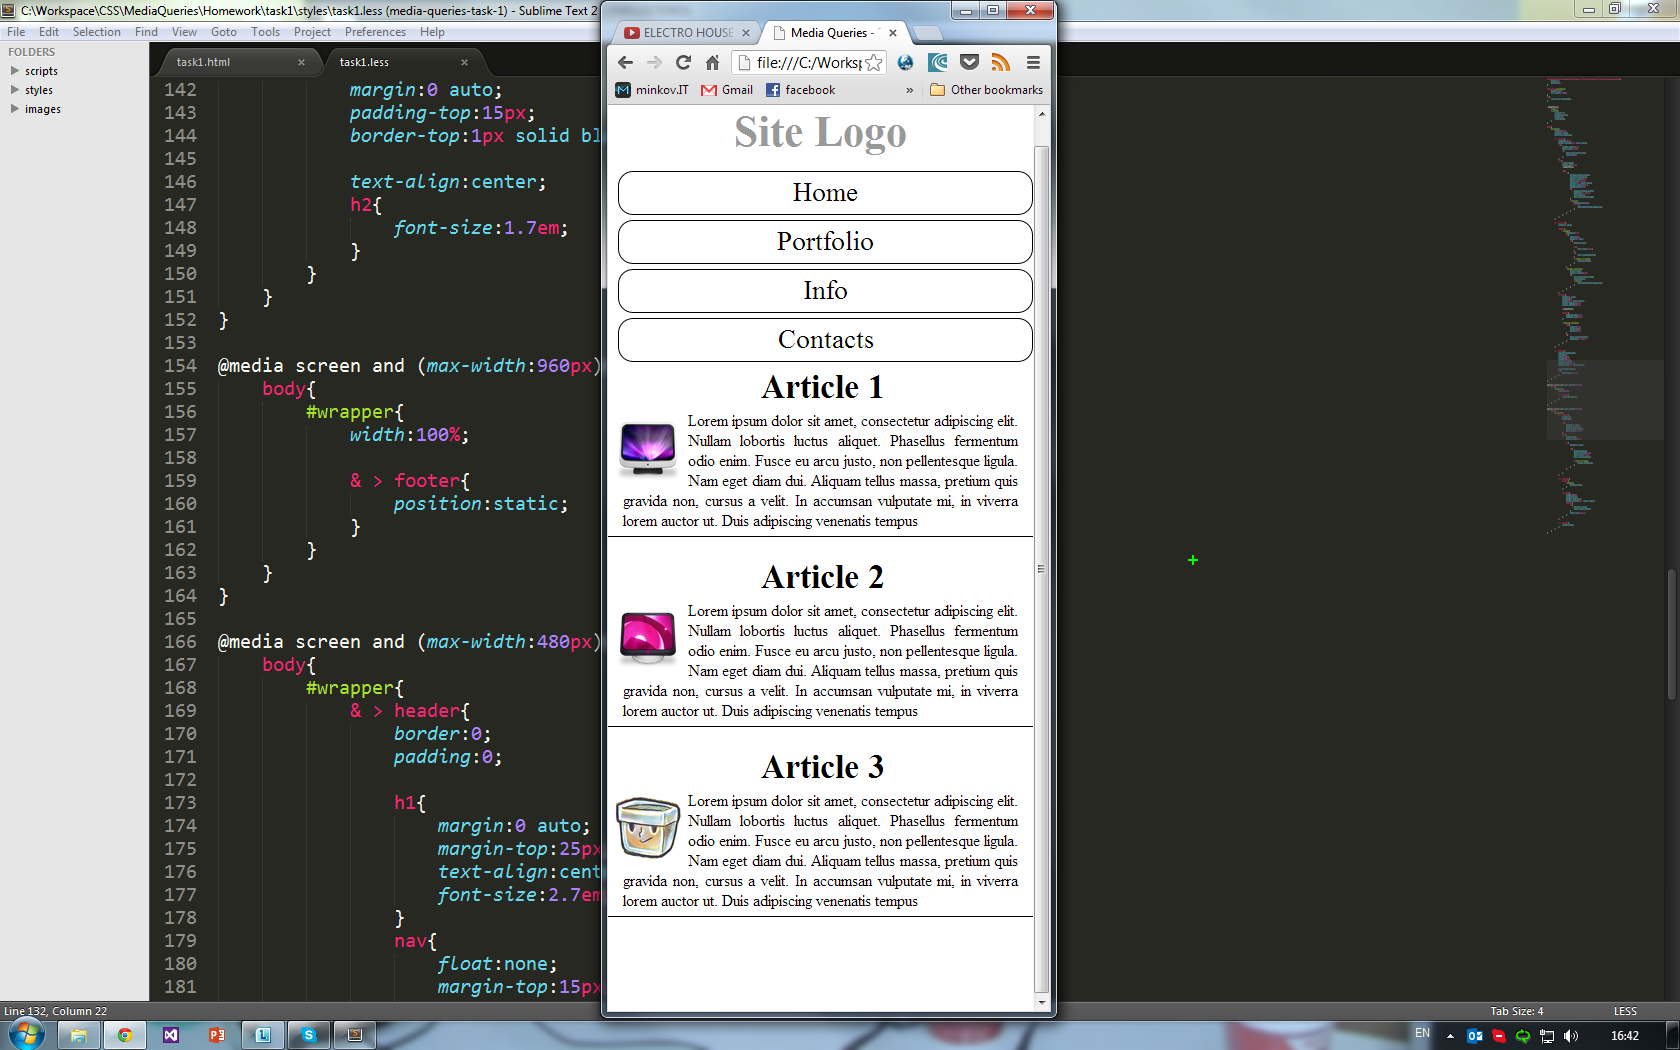 C:\Workspace\CSS\MediaQueries\Homework\task1\styles\task1.less (media-queries-task-1) - Sublime Text 2
File Edit Selection Find View Goto Tools Project Preferences Help
FOLDERS
scripts
styles
images
task1.html
task1.less
142 margin:0 auto;
143 padding-top:15px;
144 border-top:1px solid bl
145
146 text-align:center;
147 h2{
148 font-size:1.7em;
149 }
150 }
151 }
152 }
153
154 @media screen and (max-width:960px)
155 body{
156 #wrapper{
157 width:100%;
158
159 & > footer{
160 position:static;
161 }
162 }
163 }
164 }
165
166 @media screen and (max-width:480px)
167 body{
168 #wrapper{
169 & > header{
170 border:0;
171 padding:0;
172
173 h1{
174 margin:0 auto;
175 margin-top:25px
176 text-align:cent
177 font-size:2.7em
178 }
179 nav{
180 float:none;
181 margin-top:15px
ELECTRO HOUSE
Media Queries -
file:///C:/Worksp
minkov.IT Gmail facebook » Other bookmarks
Site Logo
Home
Portfolio
Info
Contacts
Article 1
Lorem ipsum dolor sit amet, consectetur adipiscing elit.
Nullam lobortis luctus aliquet. Phasellus fermentum
odio enim. Fusce eu arcu justo, non pellentesque ligula.
Nam eget diam dui. Aliquam tellus massa, pretium quis
gravida non, cursus a velit. In accumsan vulputate mi, in viverra
lorem auctor ut. Duis adipiscing venenatis tempus
Article 2
Lorem ipsum dolor sit amet, consectetur adipiscing elit.
Nullam lobortis luctus aliquet. Phasellus fermentum
odio enim. Fusce eu arcu justo, non pellentesque ligula.
Nam eget diam dui. Aliquam tellus massa, pretium quis
gravida non, cursus a velit. In accumsan vulputate mi, in viverra
lorem auctor ut. Duis adipiscing venenatis tempus
Article 3
Lorem ipsum dolor sit amet, consectetur adipiscing elit.
Nullam lobortis luctus aliquet. Phasellus fermentum
odio enim. Fusce eu arcu justo, non pellentesque ligula.
Nam eget diam dui. Aliquam tellus massa, pretium quis
gravida non, cursus a velit. In accumsan vulputate mi, in viverra
lorem auctor ut. Duis adipiscing venenatis tempus
Line 132, Column 22
Tab Size: 4
LESS
EN
16:42